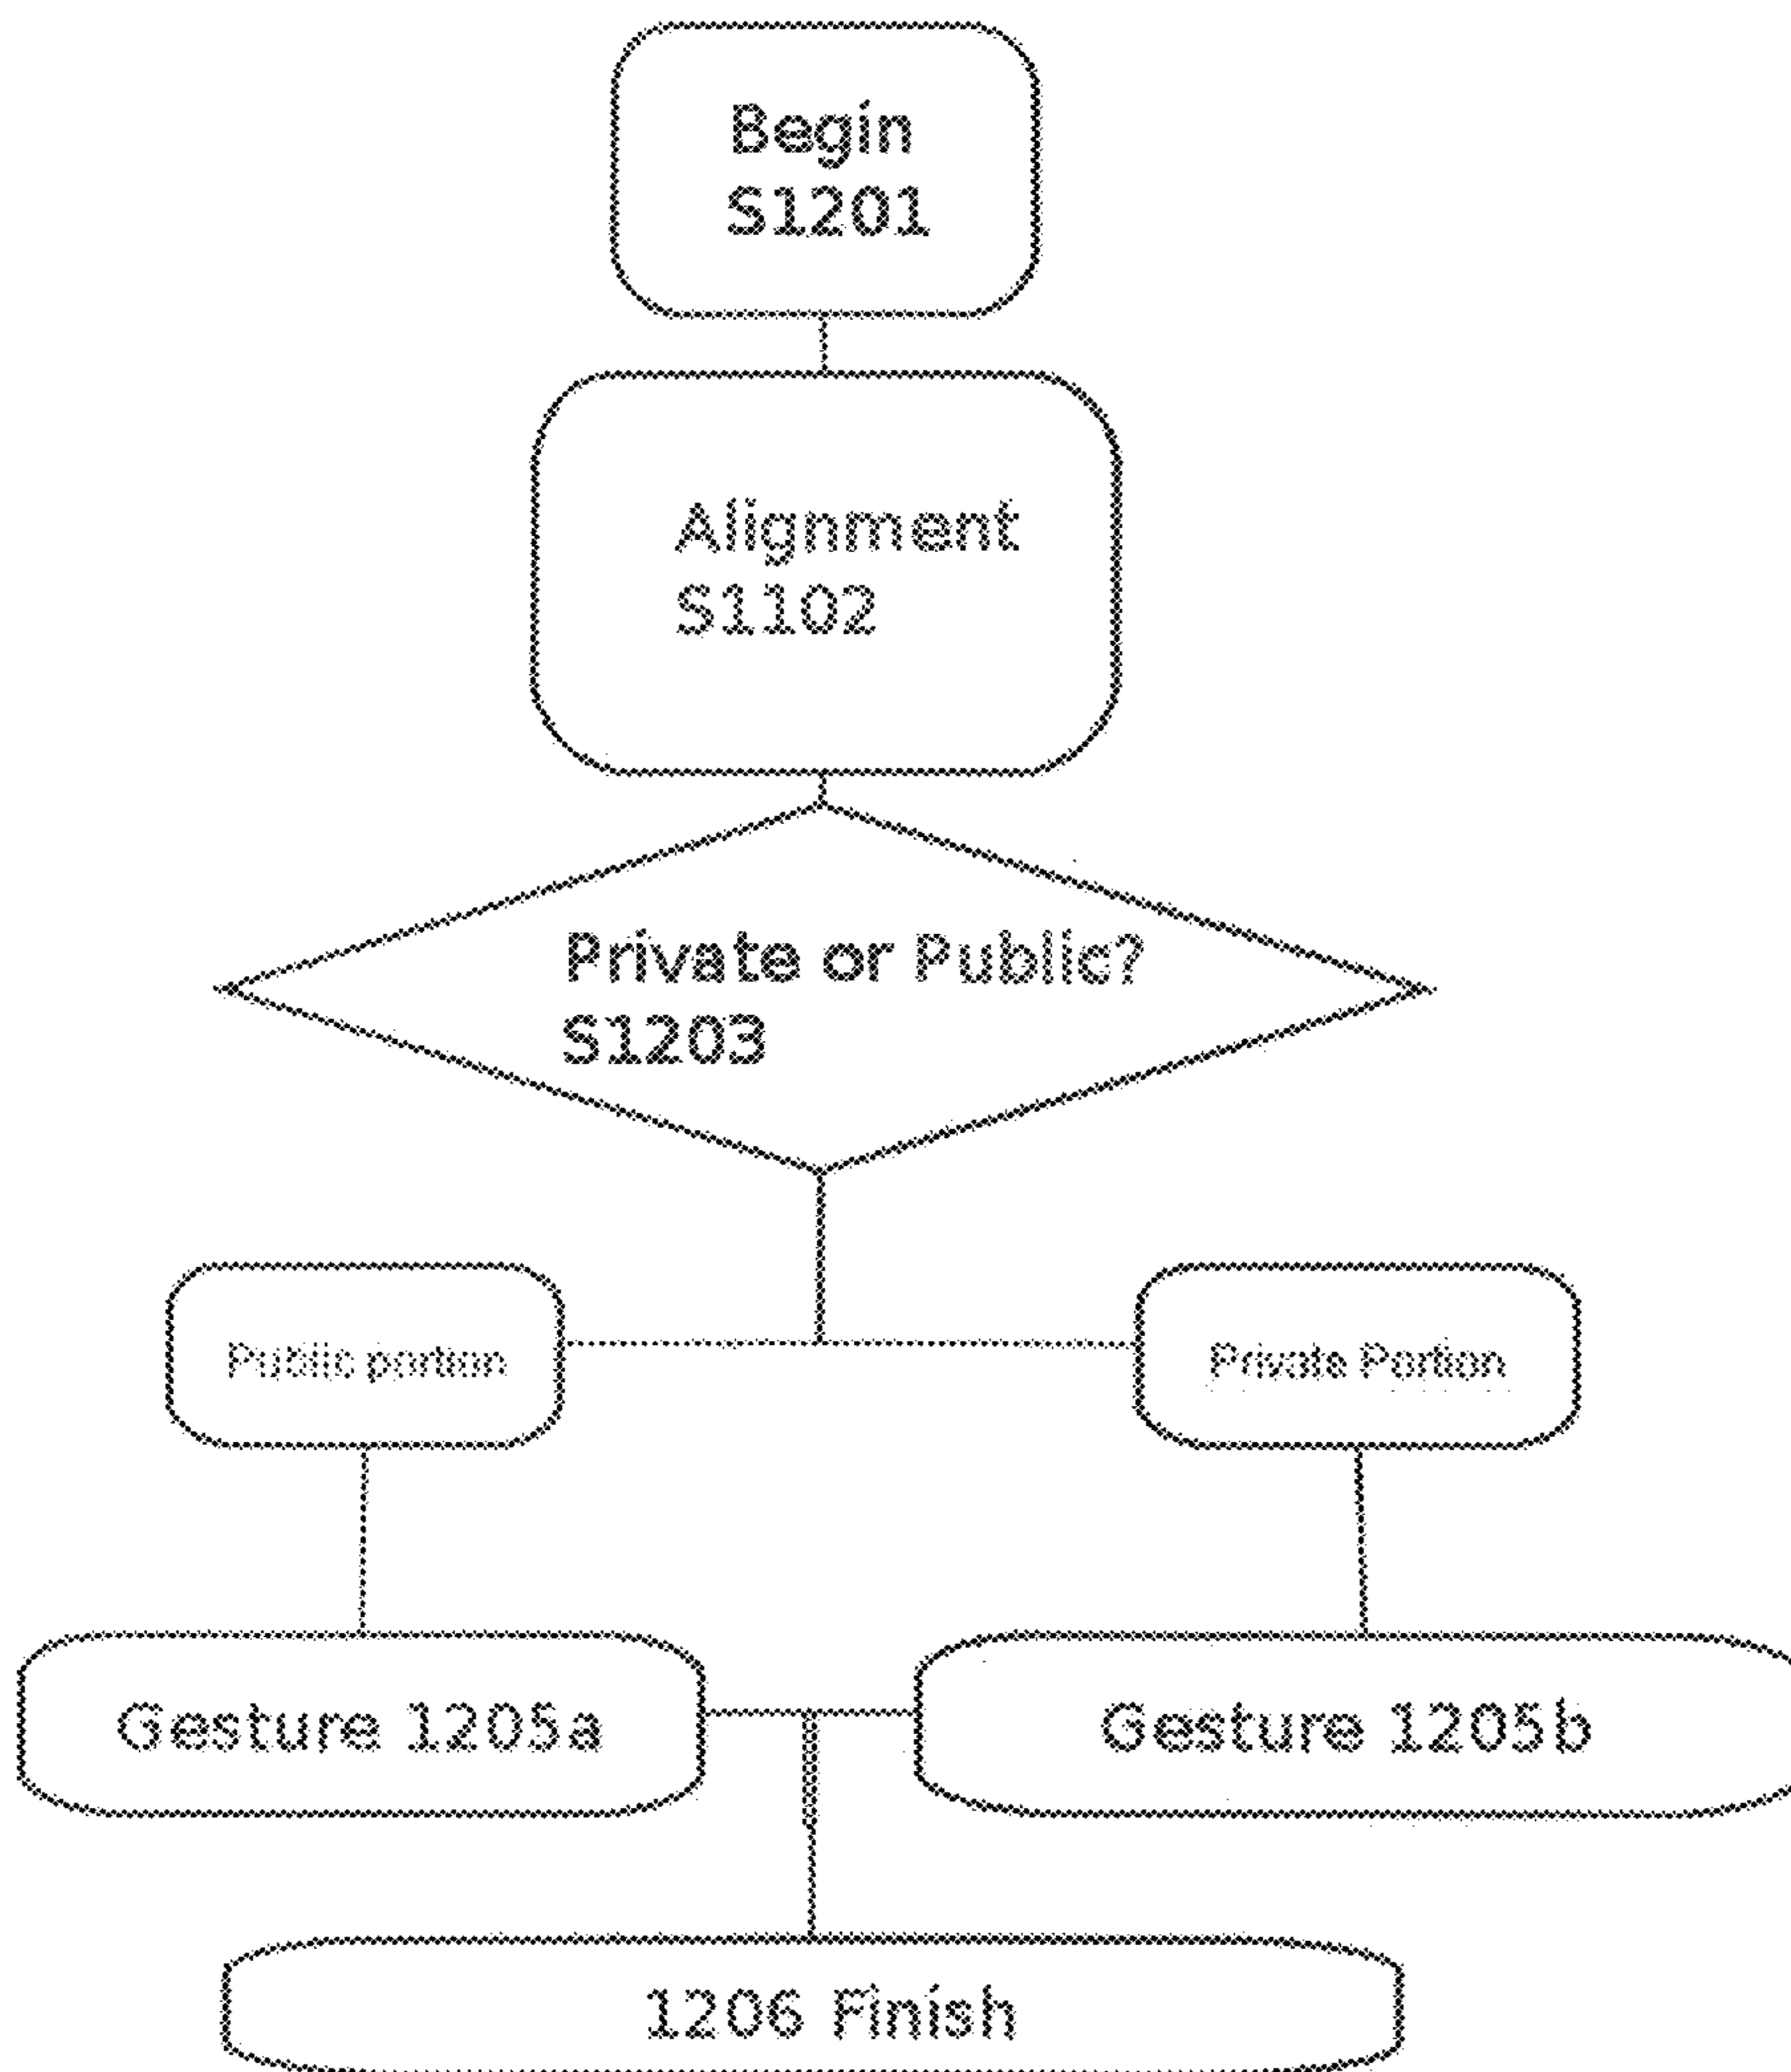 Begin
S1201
Alignment
S1102
Private or Public?
S1203
Public portion
Private Portion
Gesture 1205a
Gesture 1205b
1206 Finish